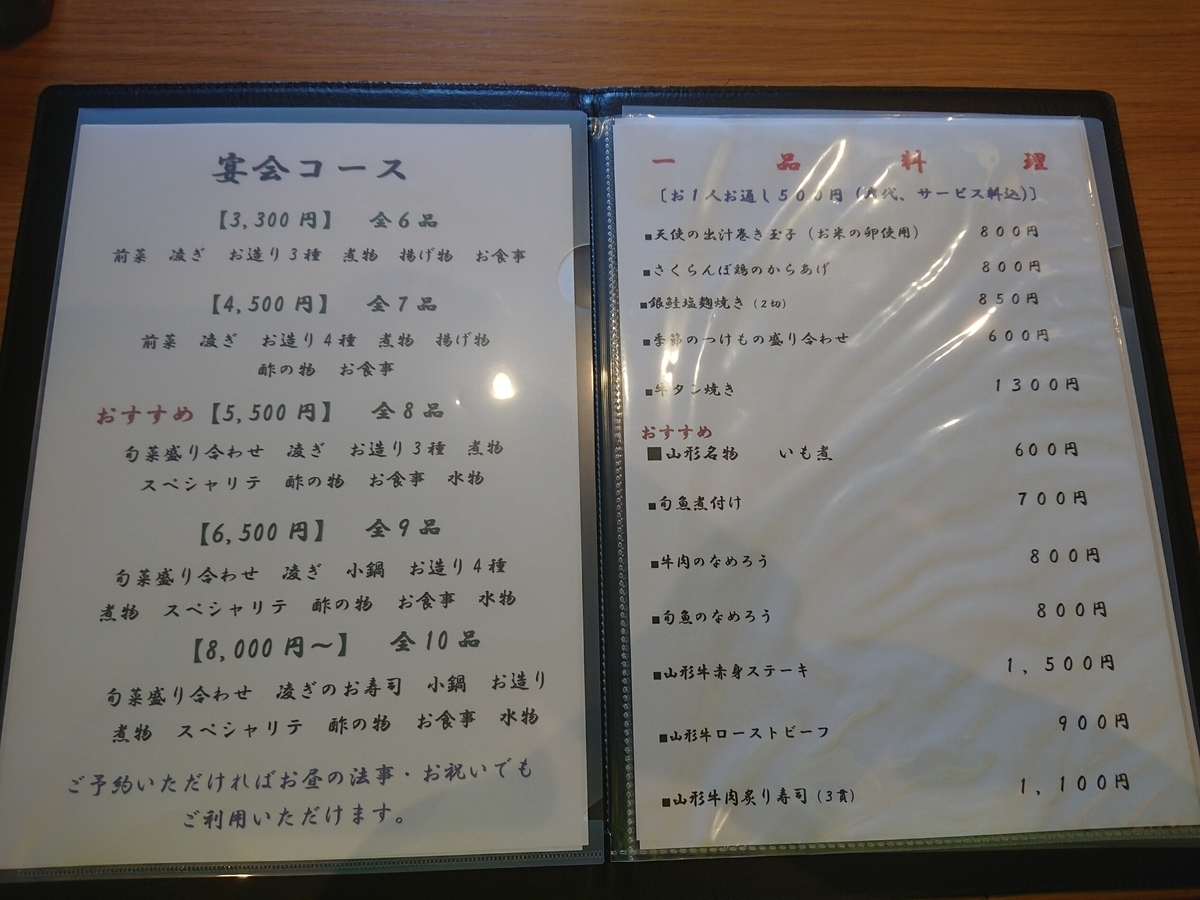 宴会コース
【3,300円】 全6品
前菜 凌ぎ お造り3種 煮物 揚げ物 お食事
【4,500円】 全7品
前菜 凌ぎ お造り4種 煮物 揚げ物
酢の物 お食事
おすすめ【5,500円】 全8品
旬菜盛り合わせ 凌ぎ お造り3種 煮物
スペシャリテ 酢の物 お食事 水物
【6,500円】 全9品
旬菜盛り合わせ 凌ぎ 小鍋 お造り4種
煮物 スペシャリテ 酢の物 お食事 水物
【8,000円〜】 全10品
旬菜盛り合わせ 凌ぎのお寿司 小鍋 お造り
煮物 スペシャリテ 酢の物 お食事 水物
ご予約いただければお昼の法事・お祝いでも
ご利用いただけます。
一品料理
〔お1人お通し500円(席代、サービス料込)〕
■天使の出汁巻き玉子(お米の卵使用) 800円
■さくらんぼ鶏のからあげ 800円
■銀鮭塩麹焼き(2切) 850円
■季節のつけもの盛り合わせ 600円
■牛タン焼き 1300円
おすすめ
■山形名物 いも煮 600円
■旬魚煮付け 700円
■牛肉のなめろう 800円
■旬魚のなめろう 800円
■山形牛赤身ステーキ 1,500円
■山形牛ローストビーフ 900円
■山形牛肉炙り寿司(3貫) 1,100円